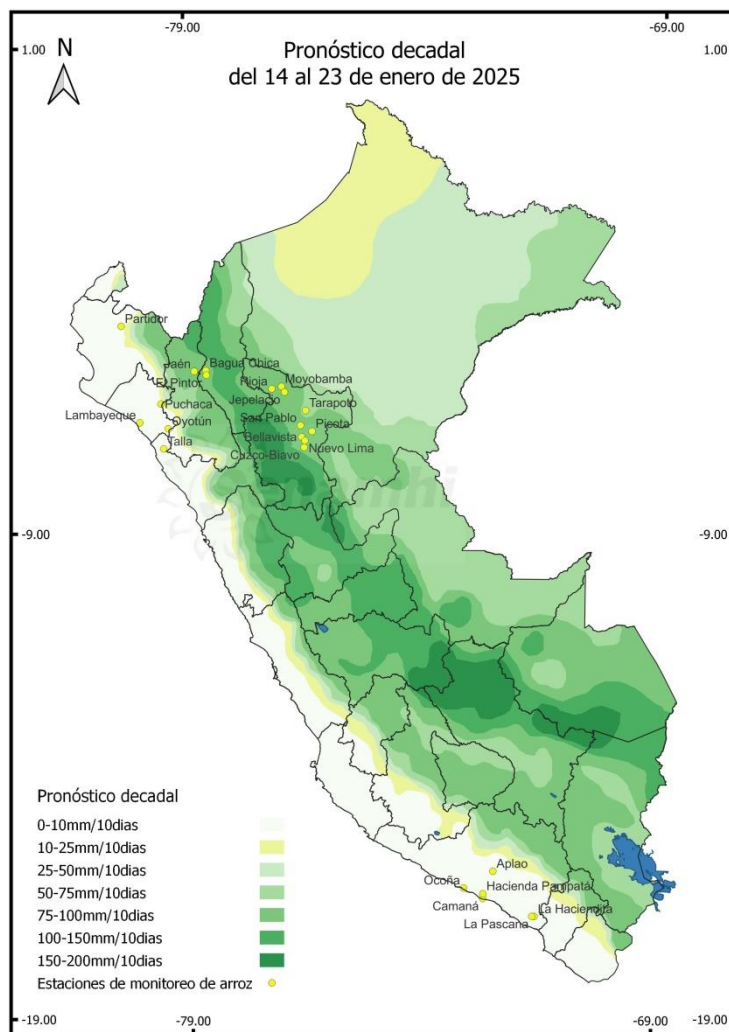 -79.00
-69.00
1.00
1.00
N
Pronóstico decadal
del 14 al 23 de enero de 2025
Partidor
Jaén
Bagua Chica
El Pintor
Rioja
Moyobamba
Jepelacio
Puchaca
Tarapoto
San Pablo
Lambayeque
Oyotún
Picota
Talla
Bellavista
Nuevo Lima
Cuzco-Biavo
senamhi
-9.00
-9.00
Pronóstico decadal
0-10mm/10dias
10-25mm/10dias
25-50mm/10dias
50-75mm/10dias
75-100mm/10dias
100-150mm/10dias
150-200mm/10dias
Estaciones de monitoreo de arroz
Aplao
Ocoña
Hacienda Pampata
Camaná
La Haciendita
La Pascana
-19.00
-79.00
-69.00
-19.00